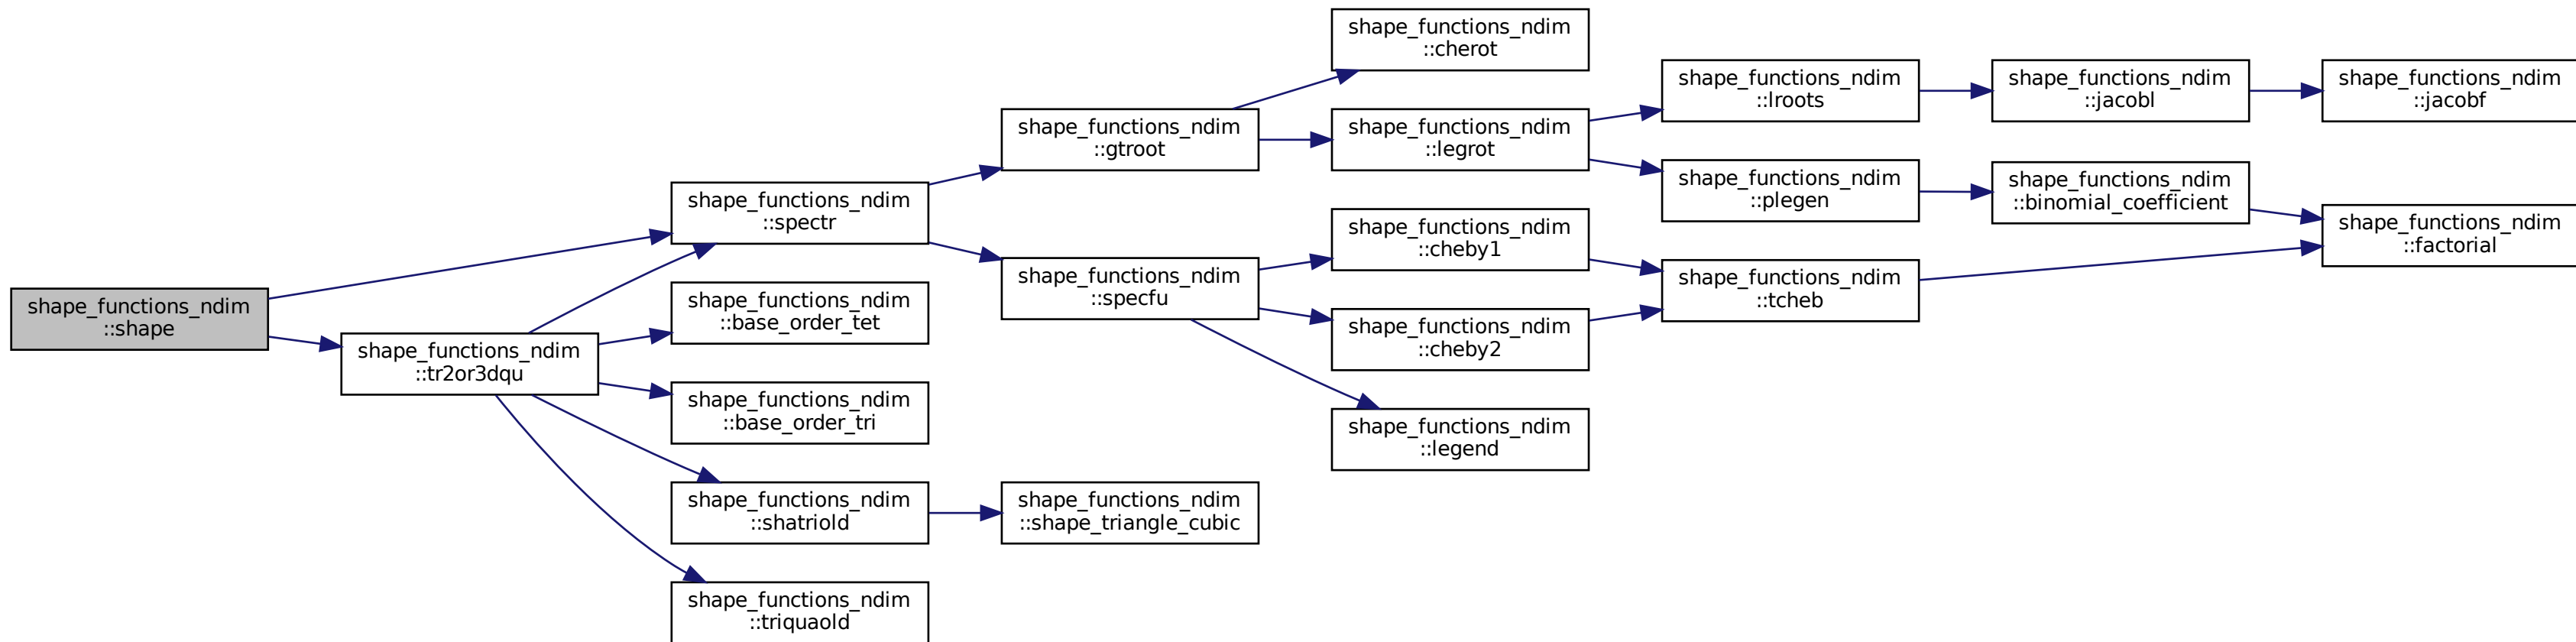 shape_functions_ndim
::shape
shape_functions_ndim
::tr2or3dqu
shape_functions_ndim
::spectr
shape_functions_ndim
::base_order_tet
shape_functions_ndim
::base_order_tri
shape_functions_ndim
::shatriold
shape_functions_ndim
::triquaold
shape_functions_ndim
::gtroot
shape_functions_ndim
::specfu
shape_functions_ndim
::shape_triangle_cubic
shape_functions_ndim
::cherot
shape_functions_ndim
::legrot
shape_functions_ndim
::cheby1
shape_functions_ndim
::cheby2
shape_functions_ndim
::legend
shape_functions_ndim
::lroots
shape_functions_ndim
::plegen
shape_functions_ndim
::tcheb
shape_functions_ndim
::jacobl
shape_functions_ndim
::binomial_coefficient
shape_functions_ndim
::jacobf
shape_functions_ndim
::factorial